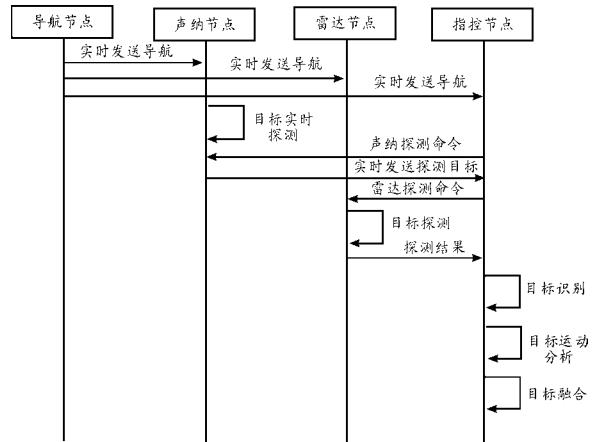 导航节点 声纳节点 雷达节点 指控节点
实时发送导航
实时发送导航
实时发送导航
目标实时
探测
声纳探测命令
实时发送探测目标
雷达探测命令
目标探测
探测结果
目标识别
目标运动
分析
目标融合